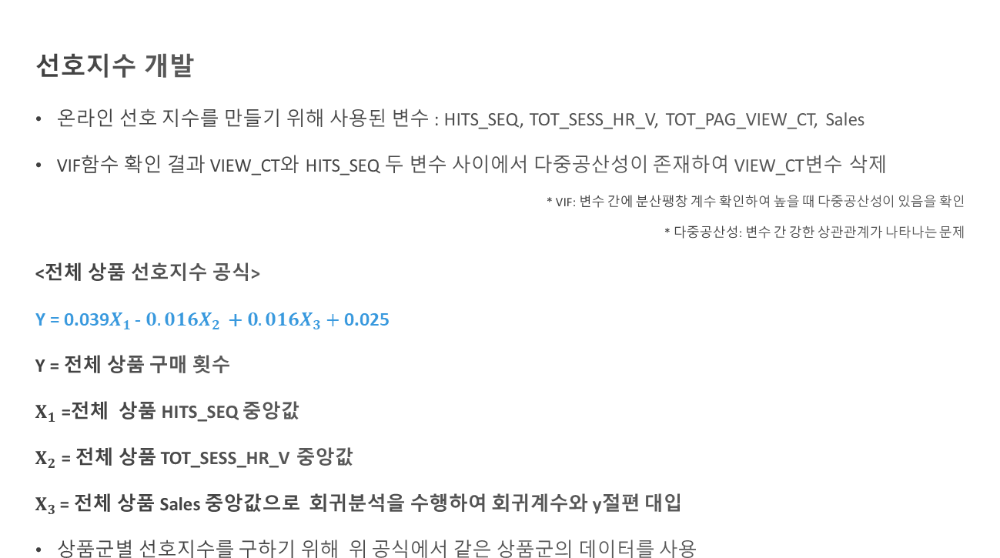 선호지수 개발
• 온라인 선호 지수를 만들기 위해 사용된 변수 : HITS_SEQ, TOT_SESS_HR_V, TOT_PAG_VIEW_CT, Sales
• VIF함수 확인 결과 VIEW_CT와 HITS_SEQ 두 변수 사이에서 다중공산성이 존재하여 VIEW_CT변수 삭제
* VIF: 변수 간에 분산팽창 계수 확인하여 높을 때 다중공산성이 있음을 확인
* 다중공산성: 변수 간 강한 상관관계가 나타나는 문제
<전체 상품 선호지수 공식>
Y = 0.039X₁ - 0.016X₂ + 0.016X₃ + 0.025
Y = 전체 상품 구매 횟수
X₁ =전체 상품 HITS_SEQ 중앙값
X₂ = 전체 상품 TOT_SESS_HR_V 중앙값
X₃ = 전체 상품 Sales 중앙값으로 회귀분석을 수행하여 회귀계수와 y절편 대입
• 상품군별 선호지수를 구하기 위해 위 공식에서 같은 상품군의 데이터를 사용